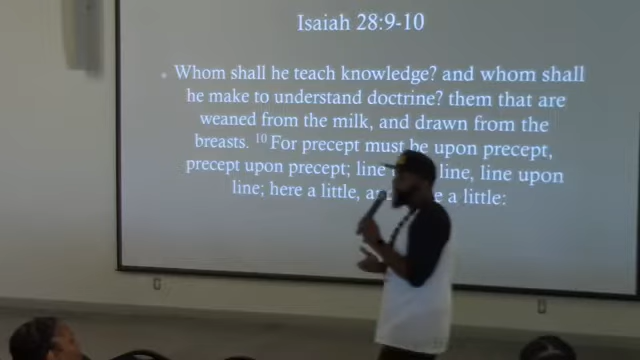 Isaiah 28:9-10
Whom shall he teach knowledge? and whom shall
he make to understand doctrine? them that are
weaned from the milk, and drawn from the
breasts. 10 For precept must be upon precept,
precept upon precept; line line, line upon
line; here a little, a little: